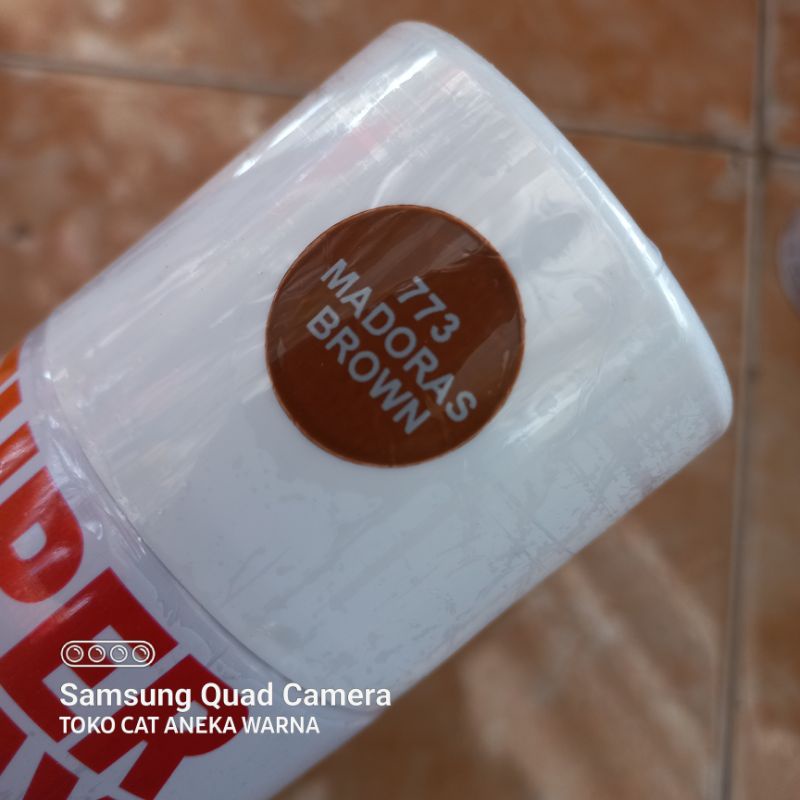 773
MADORAS
BROWN
Samsung Quad Camera
TOKO CAT ANEKA WARNA